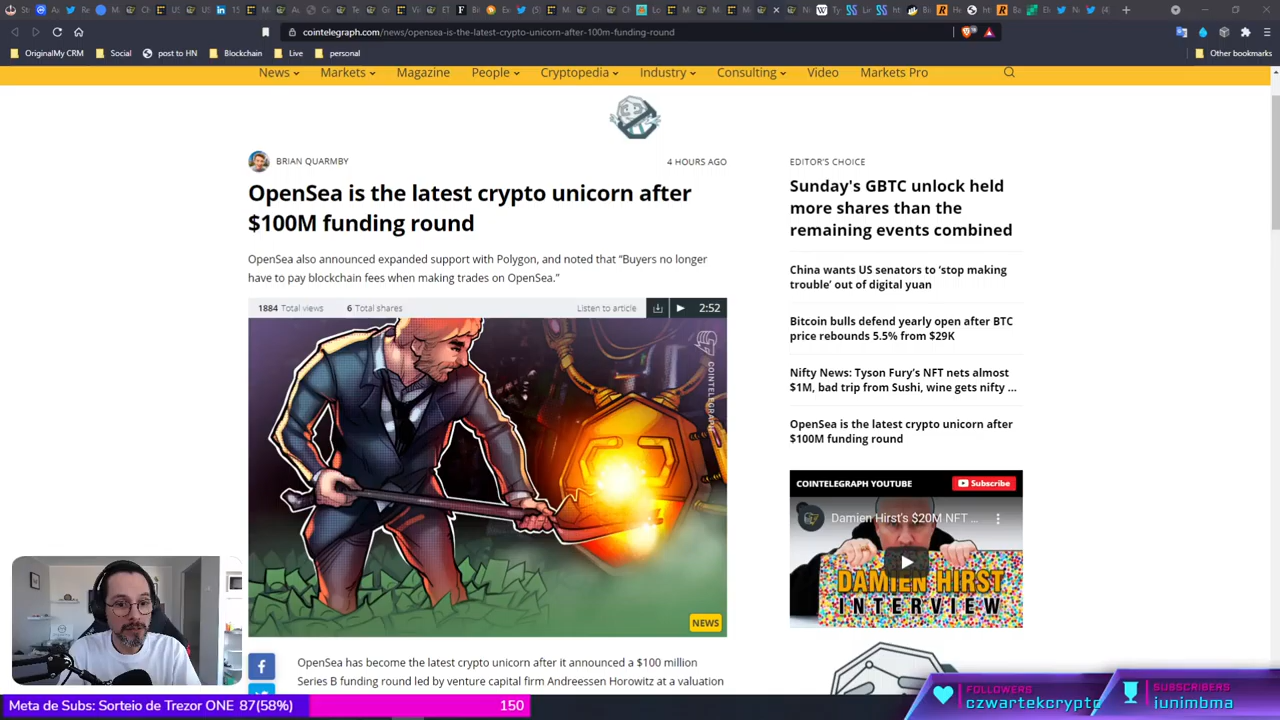 cointelegraph.com/news/opensea-is-the-latest-crypto-unicorn-after-100m-funding-round
OriginalMy CRM
Social
post to HN
Blockchain
Live
personal
Other bookmarks
News
Markets
Magazine
People
Cryptopedia
Industry
Consulting
Video
Markets Pro
BRIAN QUARMBY
4 HOURS AGO
OpenSea is the latest crypto unicorn after
$100M funding round
OpenSea also announced expanded support with Polygon, and noted that “Buyers no longer
have to pay blockchain fees when making trades on OpenSea.”
1884 Total views
6 Total shares
Listen to article
2:52
COINTELEGRAPH
NEWS
OpenSea has become the latest crypto unicorn after it announced a $100 million
Series B funding round led by venture capital firm Andreessen Horowitz at a valuation
EDITOR'S CHOICE
Sunday's GBTC unlock held
more shares than the
remaining events combined
China wants US senators to ‘stop making
trouble’ out of digital yuan
Bitcoin bulls defend yearly open after BTC
price rebounds 5.5% from $29K
Nifty News: Tyson Fury’s NFT nets almost
$1M, bad trip from Sushi, wine gets nifty ...
OpenSea is the latest crypto unicorn after
$100M funding round
COINTELEGRAPH YOUTUBE
Subscribe
Damien Hirst's $20M NFT ...
DAMIEN HIRST
INTERVIEW
Meta de Subs: Sorteio de Trezor ONE 87(58%)
150
FOLLOWERS
czwartekcrypto
SUBSCRIBERS
junimbma